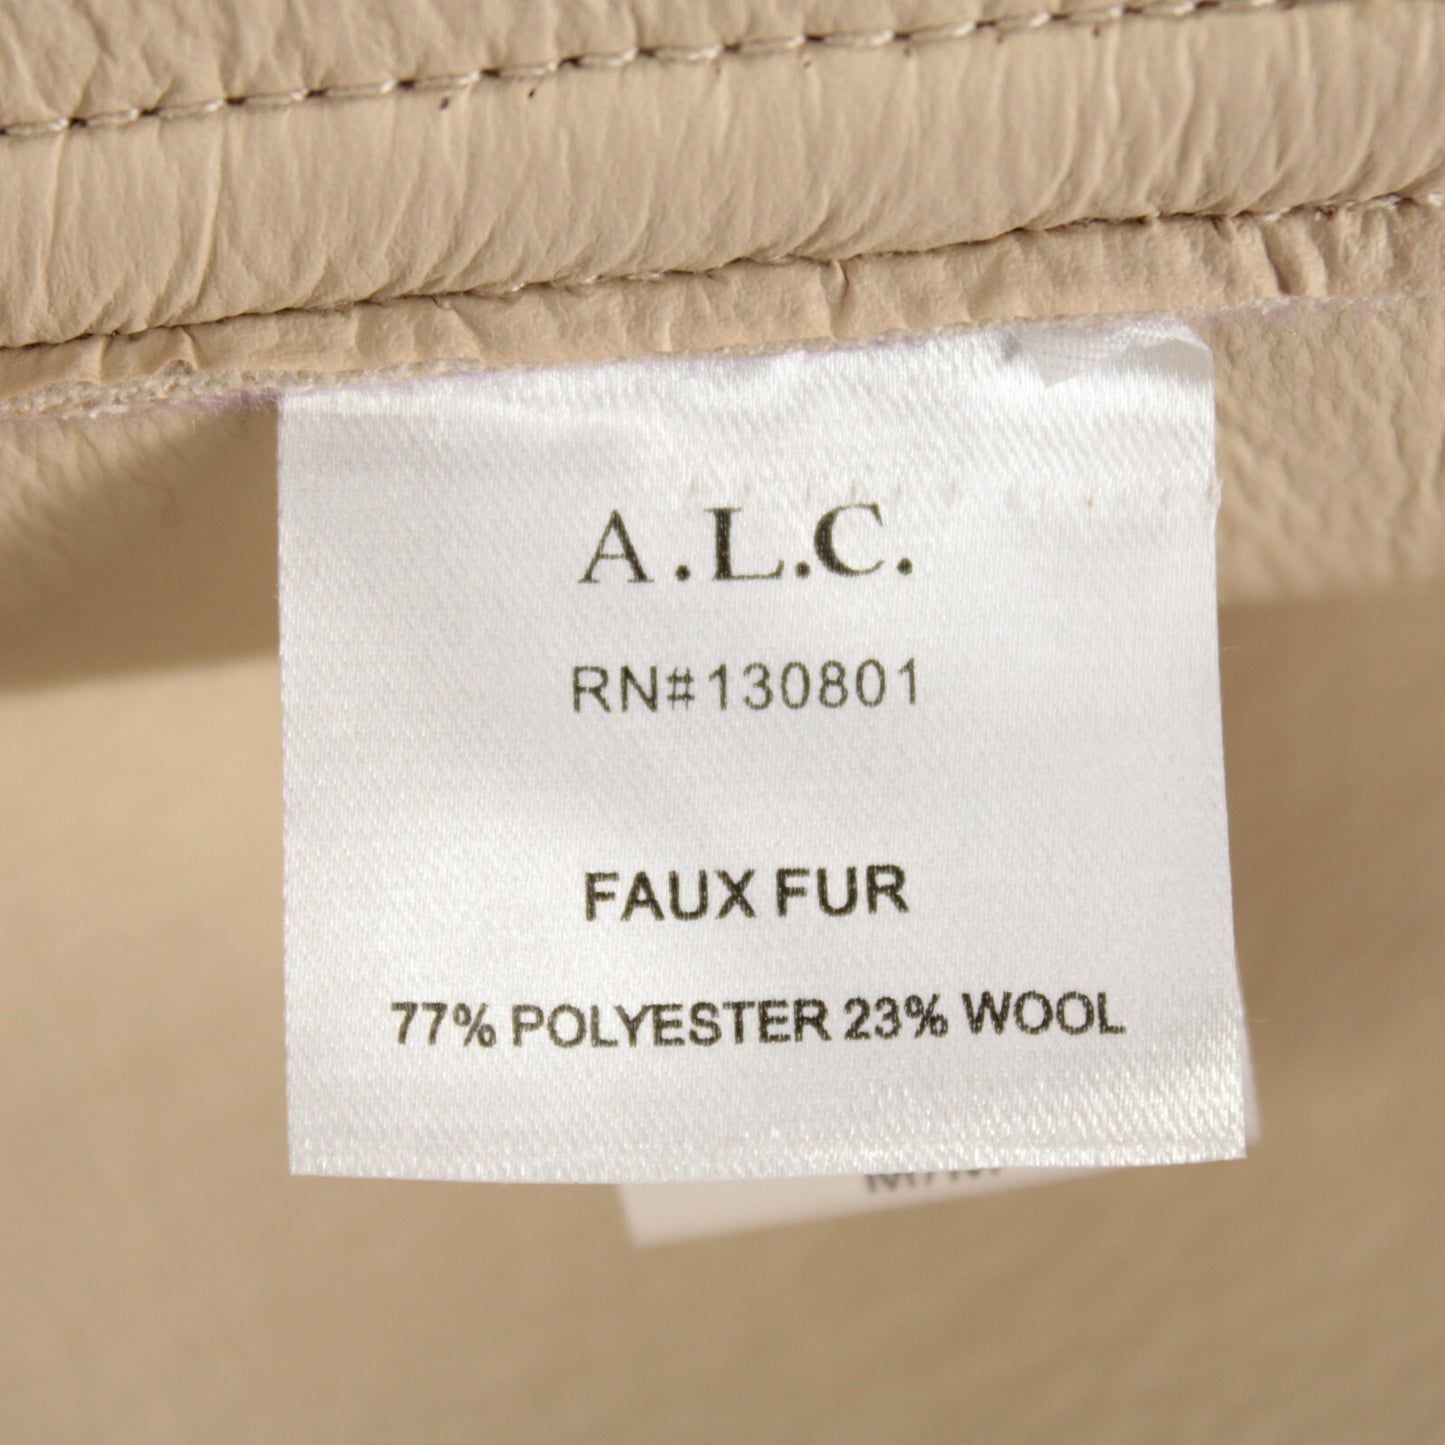 A.L.C.
RN#130801
FAUX FUR
77% POLYESTER 23% WOOL